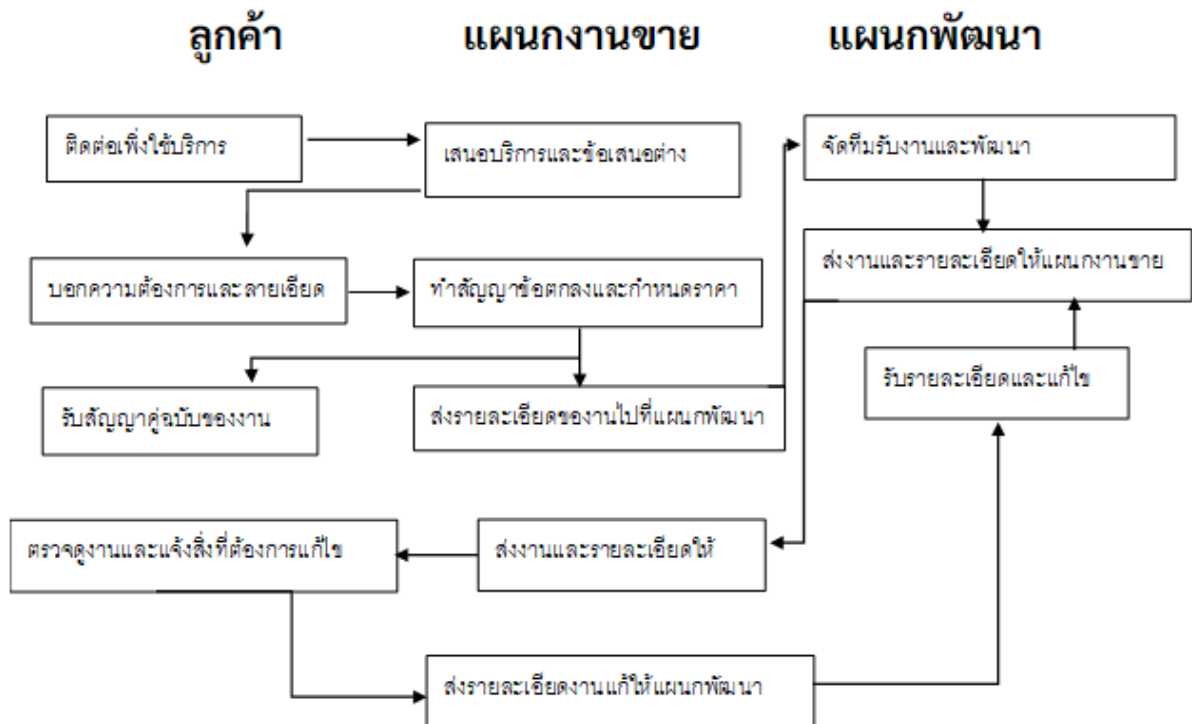 ลูกค้า
แผนกงานขาย
แผนกพัฒนา
ติดต่อเพิ่งใช้บริการ
เสนอบริการและข้อเสนอต่าง
จัดทีมรับงานและพัฒนา
บอกความต้องการและลายเอียด
ทำสัญญาข้อตกลงและกำหนดราคา
ส่งงานและรายละเอียดให้แผนกงานขาย
รับสัญญาคู่ฉบับของงาน
ส่งรายละเอียดของานไปที่แผนกพัฒนา
รับรายละเอียดและแก้ไข
ตรวจดูงานและแจ้งสิ่งที่ต้องการแก้ไข
ส่งงานและรายละเอียดให้
ส่งรายละเอียดงานแก้ให้แผนกพัฒนา